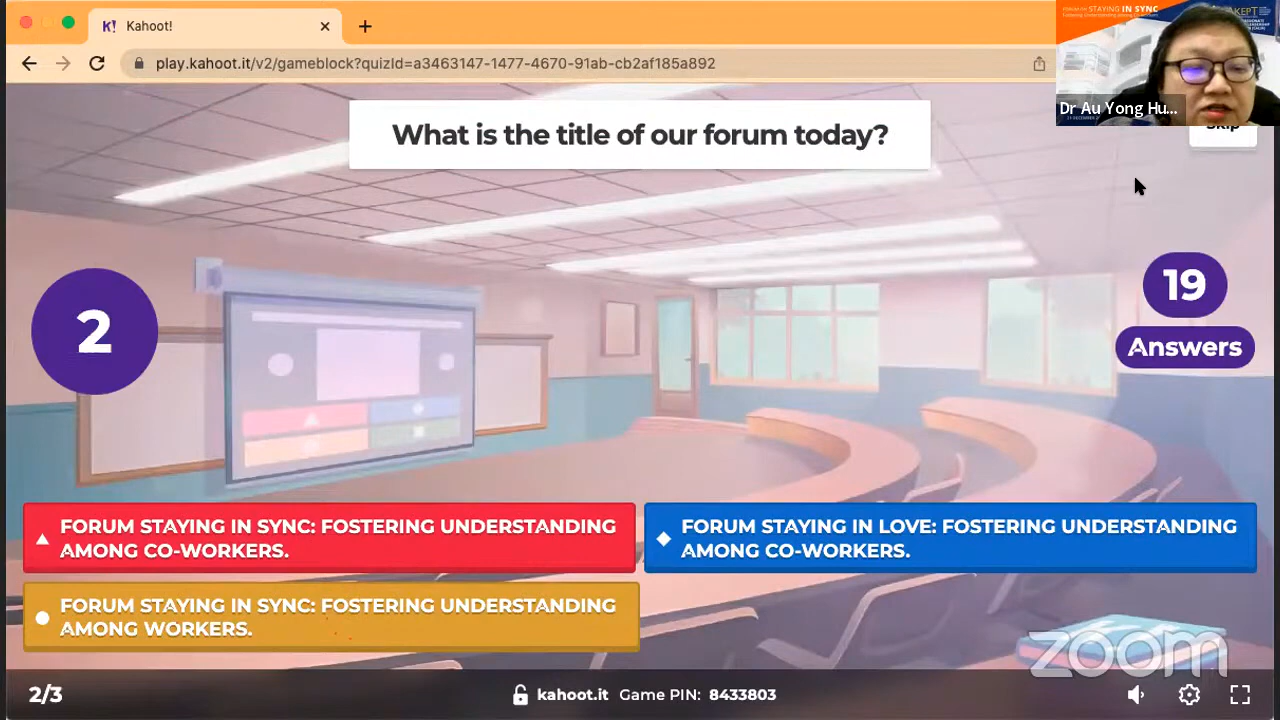 Kahoot!
play.kahoot.it/v2/gameblock?quizId=a3463147-1477-4670-91ab-cb2af185a892
FORUM ON STAYING IN SYNC
AKEPT
Dr Au Yong Hu...
Skip
What is the title of our forum today?
2
19
Answers
FORUM STAYING IN SYNC: FOSTERING UNDERSTANDING
AMONG CO-WORKERS.
FORUM STAYING IN LOVE: FOSTERING UNDERSTANDING
AMONG CO-WORKERS.
FORUM STAYING IN SYNC: FOSTERING UNDERSTANDING
AMONG WORKERS.
zoom
2/3
kahoot.it Game PIN: 8433803